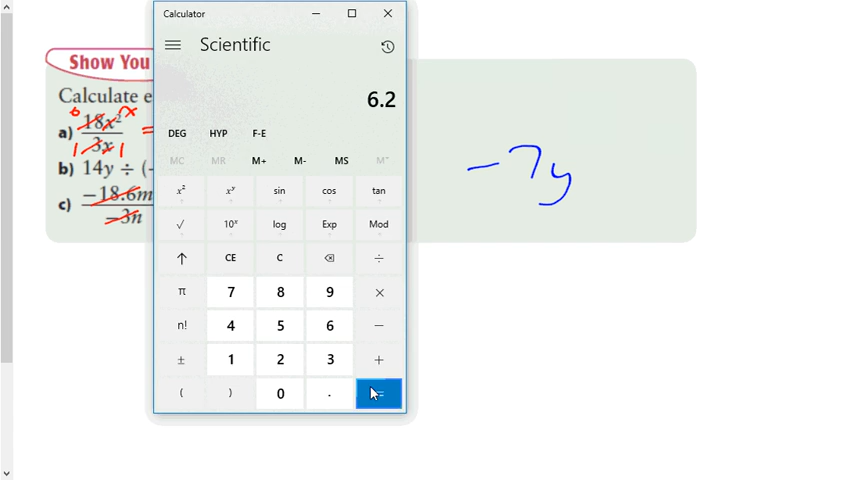 Calculator
Scientific
6.2
DEG HYP F-E
MC MR M+ M- MS M˅
x² xʸ sin cos tan
√ 10ˣ log Exp Mod
↑ CE C ⌫ ÷
π 7 8 9 ×
n! 4 5 6 −
± 1 2 3 +
( ) 0 . =
Show You
Calculate e
6 x
a) 18x² =
1 3x 1
b) 14y ÷ (-
c) -18.6m
-3n
-7y